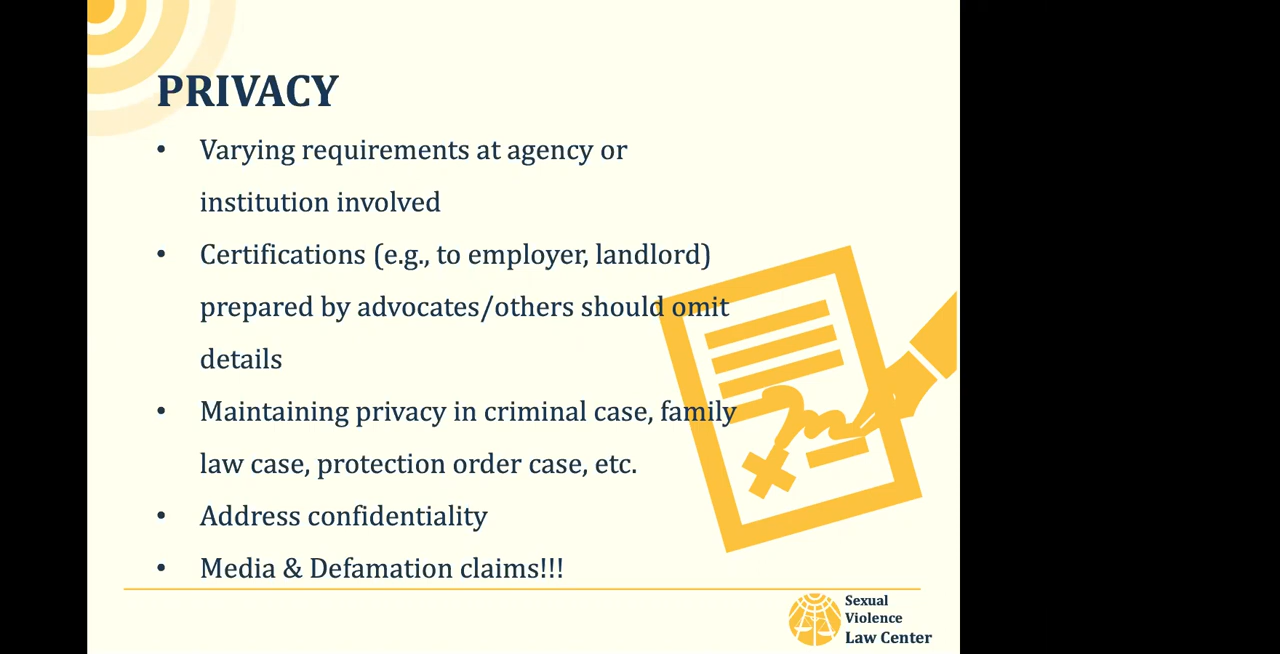 PRIVACY
• Varying requirements at agency or
institution involved
• Certifications (e.g., to employer, landlord)
prepared by advocates/others should omit
details
• Maintaining privacy in criminal case, family
law case, protection order case, etc.
• Address confidentiality
• Media & Defamation claims!!!
Sexual
Violence
Law Center